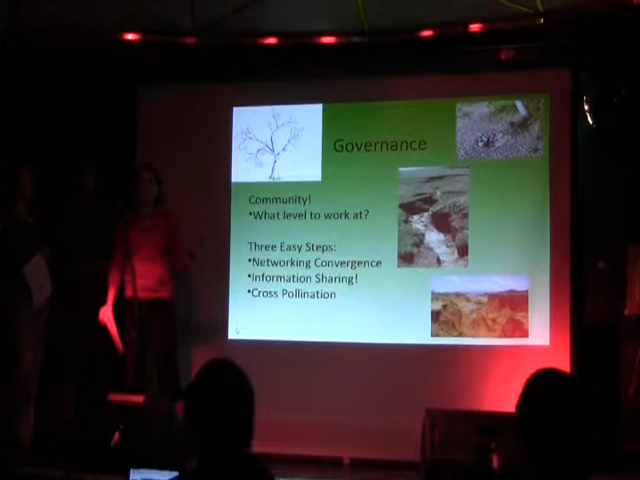 Governance
Community!
•What level to work at?
Three Easy Steps:
•Networking Convergence
•Information Sharing!
•Cross Pollination